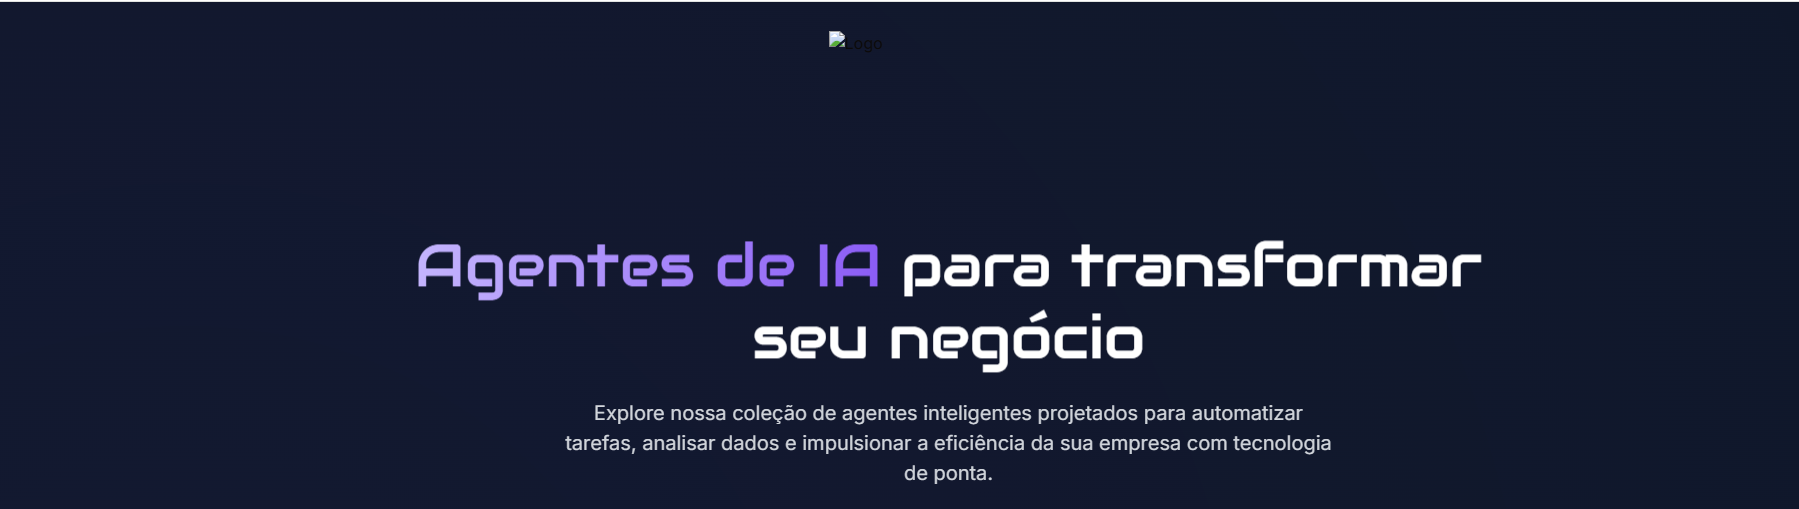 Logo
Agentes de IA para transformar
seu negócio
Explore nossa coleção de agentes inteligentes projetados para automatizar
tarefas, analisar dados e impulsionar a eficiência da sua empresa com tecnologia
de ponta.